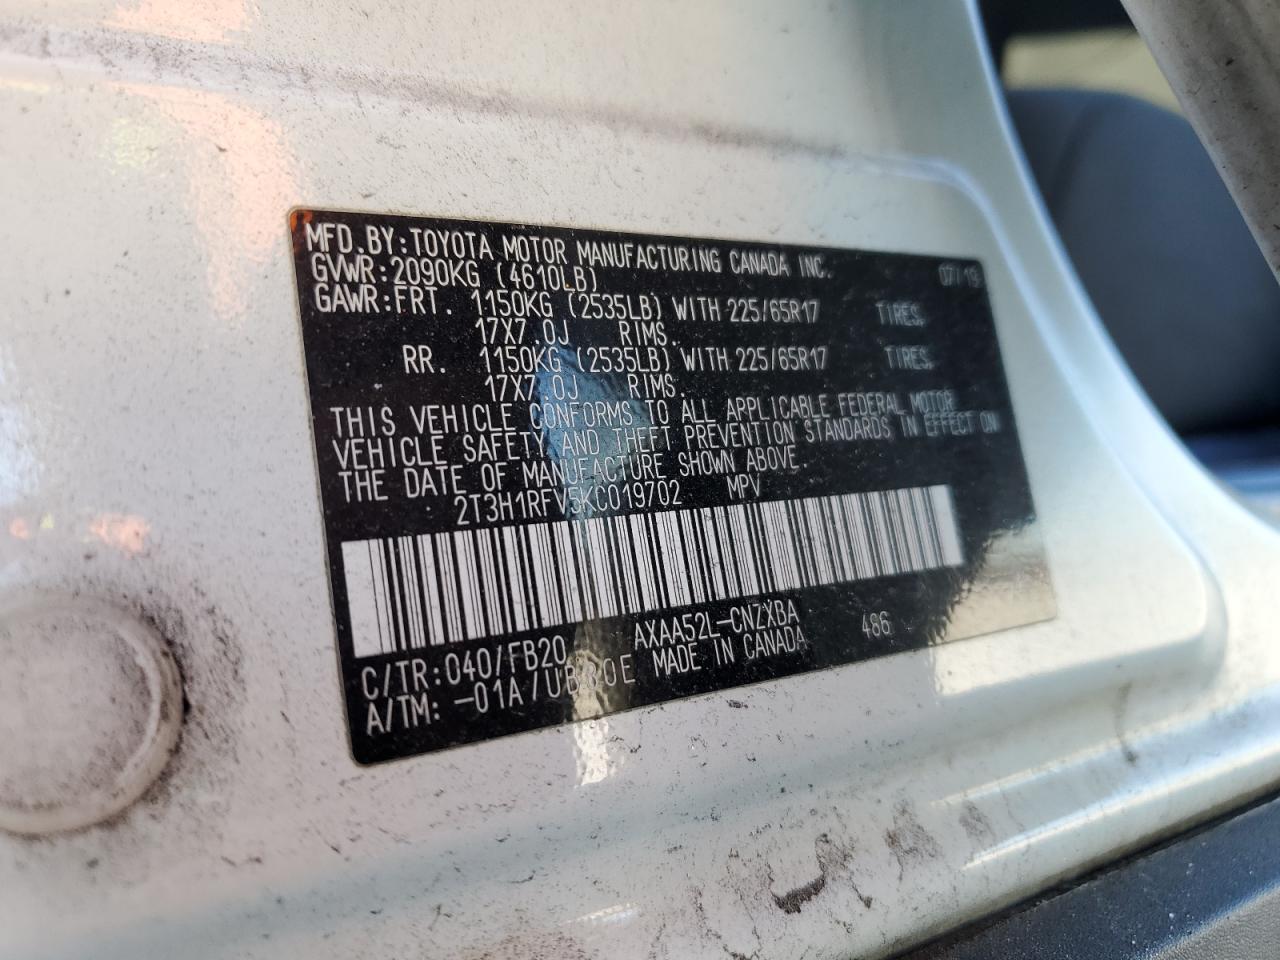 MFD.BY:TOYOTA MOTOR MANUFACTURING CANADA INC. 07/19
GVWR:2090KG (4610LB)
GAWR:FRT. 1150KG (2535LB) WITH 225/65R17 TIRES,
17X7.0J RIMS.
RR. 1150KG (2535LB) WITH 225/65R17 TIRES,
17X7.0J RIMS.
THIS VEHICLE CONFORMS TO ALL APPLICABLE FEDERAL MOTOR
VEHICLE SAFETY AND THEFT PREVENTION STANDARDS IN EFFECT ON
THE DATE OF MANUFACTURE SHOWN ABOVE.
2T3H1RFV5KC019702 MPV
C/TR:040/FB20 AXAA52L-CNZXBA 486
A/TM: -01A/ MADE IN CANADA